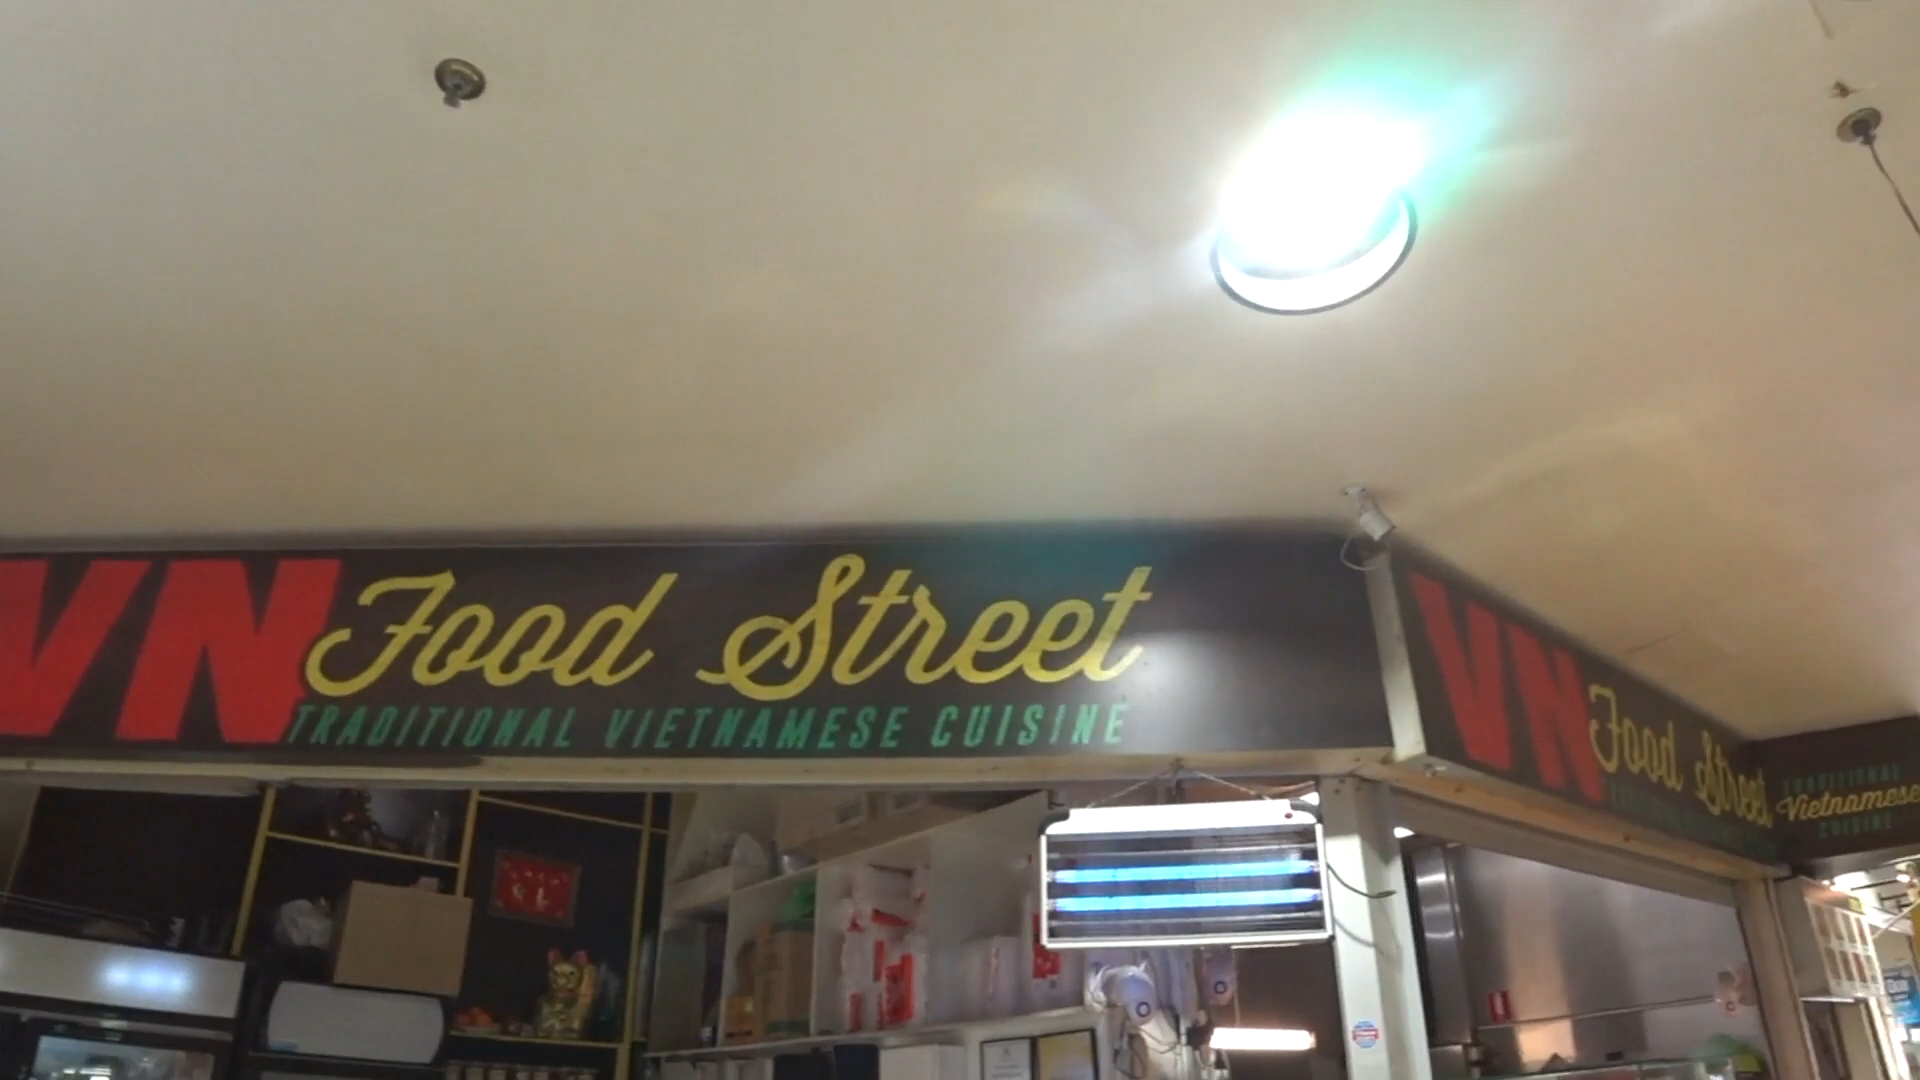 VN Food Street
TRADITIONAL VIETNAMESE CUISINE
VN Food Street
TRADITIONAL
Vietnamese
CUISINE